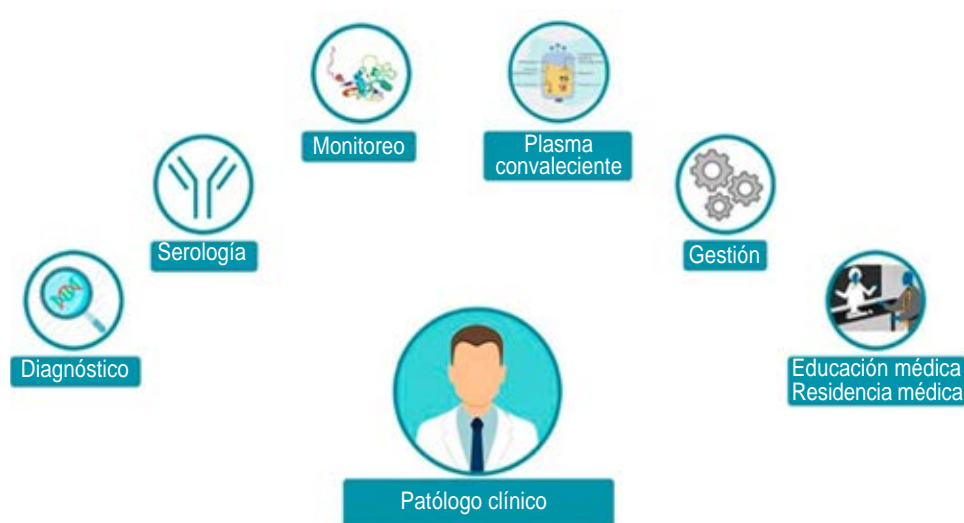 Monitoreo
Plasma
convaleciente
Serología
Gestión
Diagnóstico
Educación médica
Residencia médica
Patólogo clínico